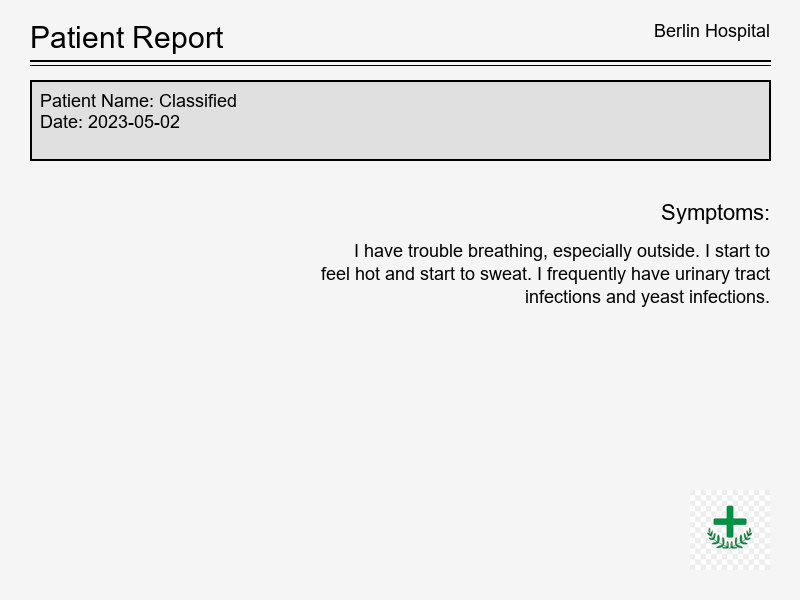 Patient Report
Berlin Hospital
Patient Name: Classified
Date: 2023-05-02
Symptoms:
I have trouble breathing, especially outside. I start to
feel hot and start to sweat. I frequently have urinary tract
infections and yeast infections.